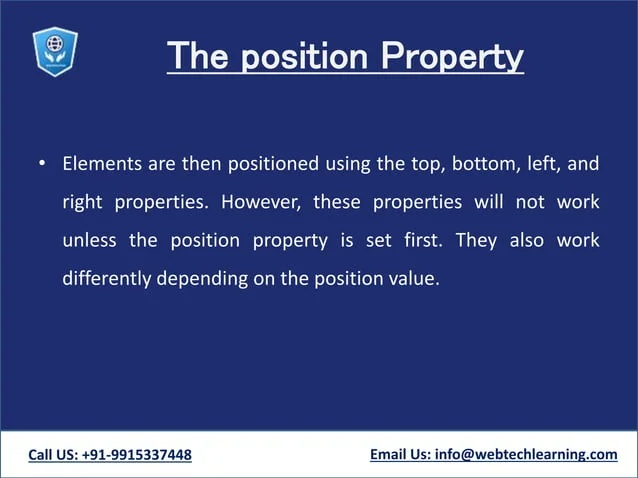 The position Property
• Elements are then positioned using the top, bottom, left, and
right properties. However, these properties will not work
unless the position property is set first. They also work
differently depending on the position value.
Call US: +91-9915337448
Email Us: info@webtechlearning.com